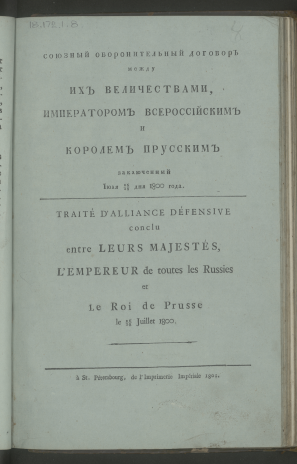 СОЮЗНЫЙ ОБОРОНИТЕЛЬНЫЙ ДОГОВОРЪ
между
ИХЪ ВЕЛИЧЕСТВАМИ,
ИМПЕРАТОРОМЪ ВСЕРОССІЙСКИМЪ
И
КОРОЛЕМЪ ПРУССКИМЪ
заключенный
Іюля дня 1800 года.
TRAITÉ D'ALLIANCE DÉFENSIVE
conclu
entre LEURS MAJESTÉS,
L'EMPEREUR de toutes les Russies
et
Le Roi de Prusse
le Juillet 1800.
à St. Pétersbourg, de l'Imprimerie Impériale